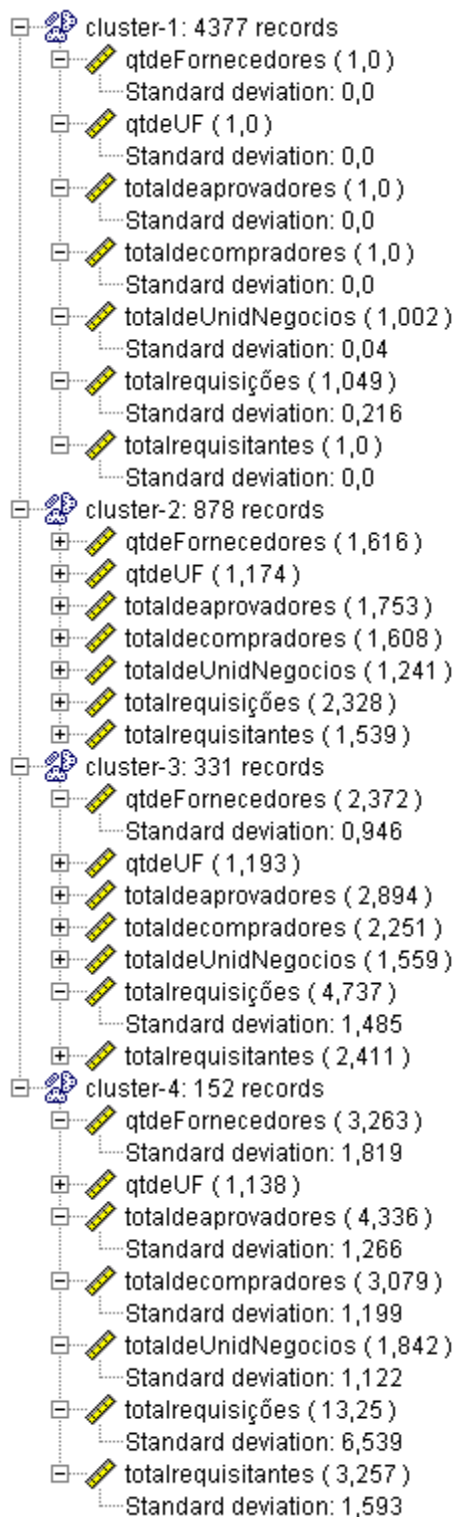 cluster-1: 4377 records
qtdeFornecedores (1,0)
Standard deviation: 0,0
qtdeUF (1,0)
Standard deviation: 0,0
totaldeaprovadores (1,0)
Standard deviation: 0,0
totaldecompradores (1,0)
Standard deviation: 0,0
totaldeUnidNegocios (1,002)
Standard deviation: 0,04
totalrequisiçőes (1,049)
Standard deviation: 0,216
totalrequisitantes (1,0)
Standard deviation: 0,0
cluster-2: 878 records
qtdeFornecedores (1,616)
qtdeUF (1,174)
totaldeaprovadores (1,753)
totaldecompradores (1,608)
totaldeUnidNegocios (1,241)
totalrequisiçőes (2,328)
totalrequisitantes (1,539)
cluster-3: 331 records
qtdeFornecedores (2,372)
Standard deviation: 0,946
qtdeUF (1,193)
totaldeaprovadores (2,894)
totaldecompradores (2,251)
totaldeUnidNegocios (1,559)
totalrequisiçőes (4,737)
Standard deviation: 1,485
totalrequisitantes (2,411)
cluster-4: 152 records
qtdeFornecedores (3,263)
Standard deviation: 1,819
qtdeUF (1,138)
totaldeaprovadores (4,336)
Standard deviation: 1,266
totaldecompradores (3,079)
Standard deviation: 1,199
totaldeUnidNegocios (1,842)
Standard deviation: 1,122
totalrequisiçőes (13,25)
Standard deviation: 6,539
totalrequisitantes (3,257)
Standard deviation: 1,593